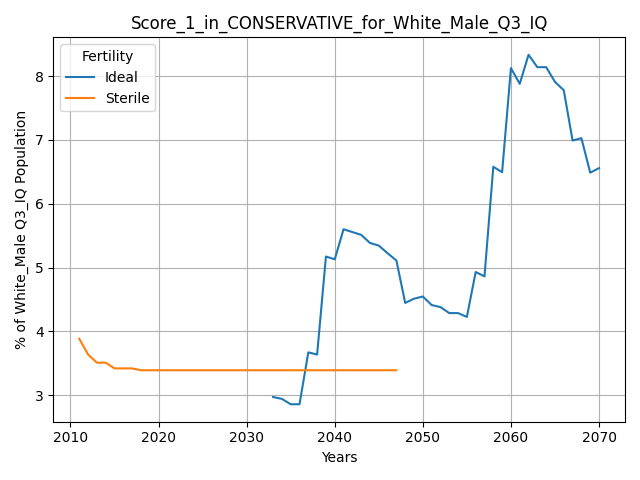 Score_1_in_CONSERVATIVE_for_White_Male_Q3_IQ
Fertility
Ideal
Sterile
% of White_Male Q3_IQ Population
8
7
6
5
4
3
2010 2020 2030 2040 2050 2060 2070
Years